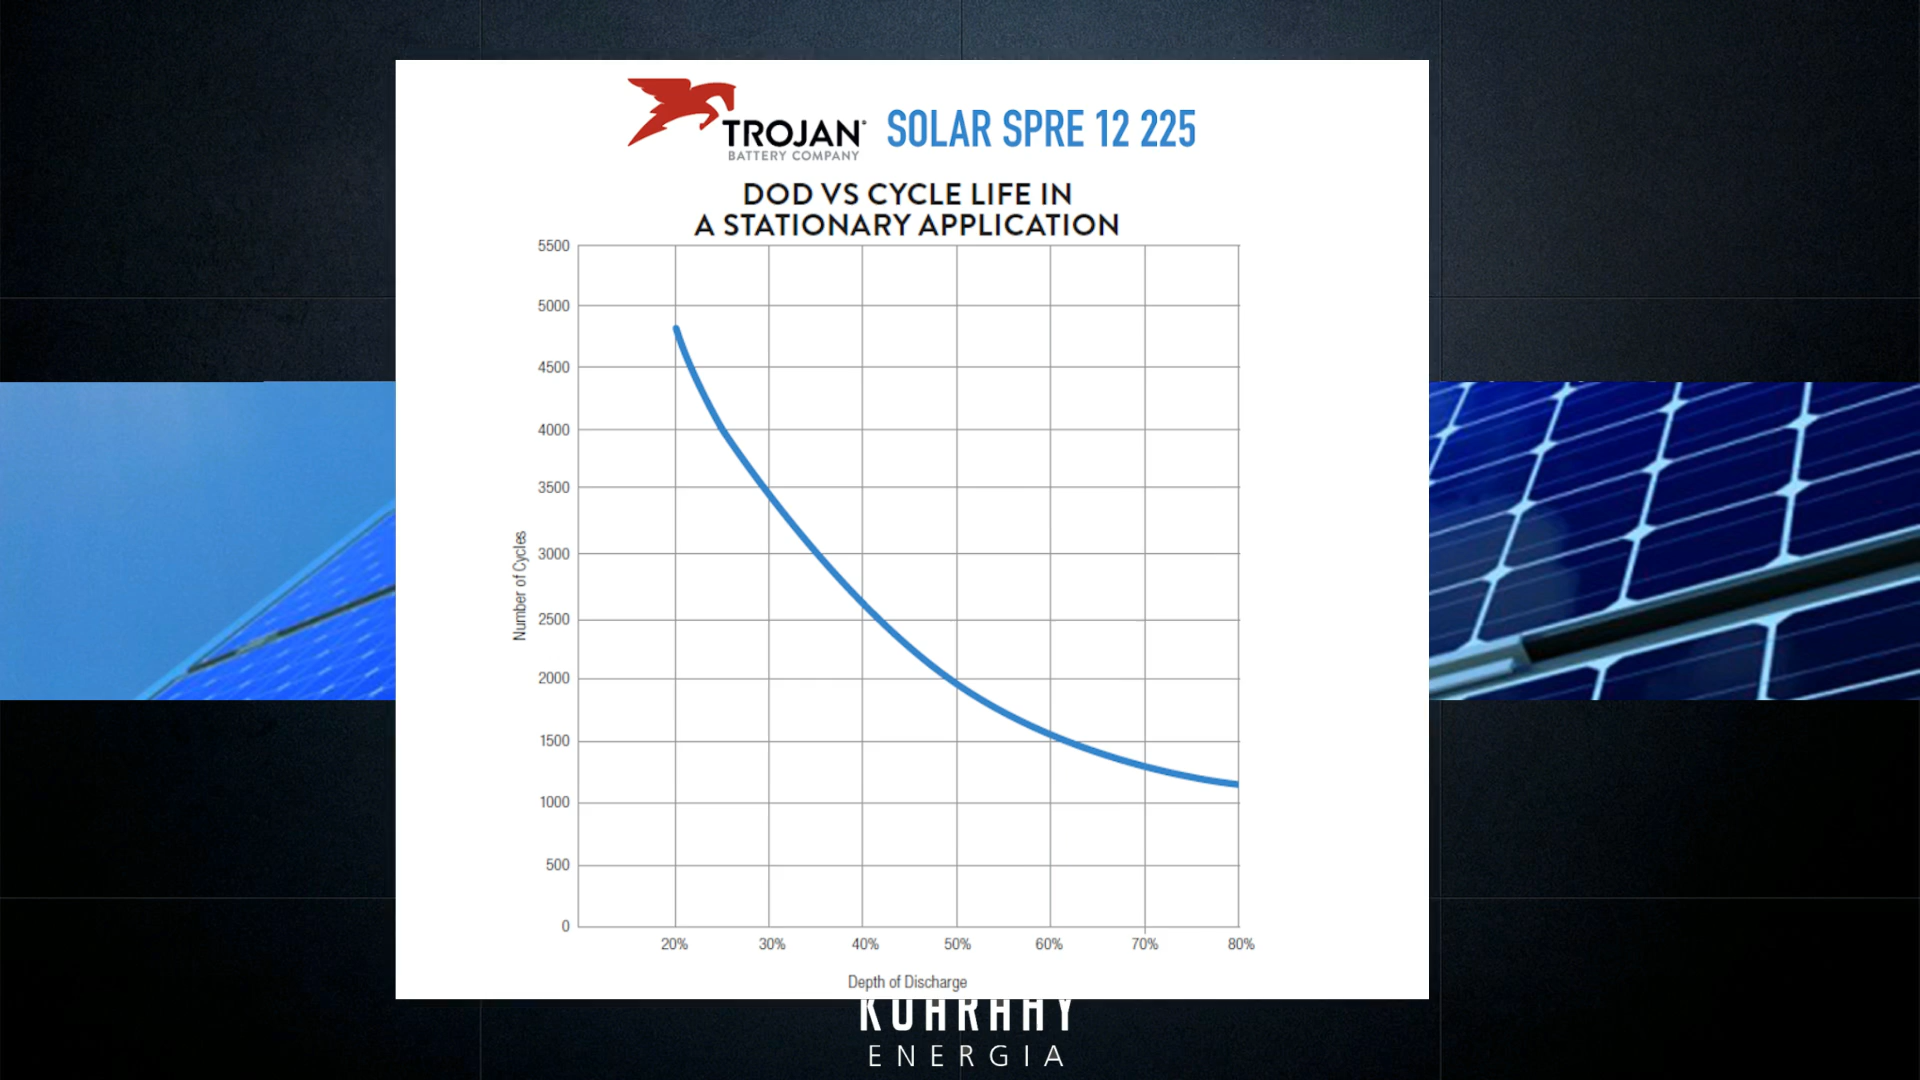 TROJAN®
BATTERY COMPANY
SOLAR SPRE 12 225
DOD VS CYCLE LIFE IN
A STATIONARY APPLICATION
5500
5000
4500
4000
3500
3000
2500
2000
1500
1000
500
0
Number of Cycles
20% 30% 40% 50% 60% 70% 80%
Depth of Discharge
KUARAHY
ENERGIA